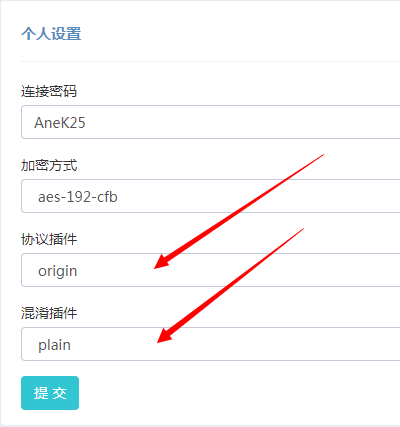 个人设置
连接密码
AneK25
加密方式
aes-192-cfb
协议插件
origin
混淆插件
plain
提 交